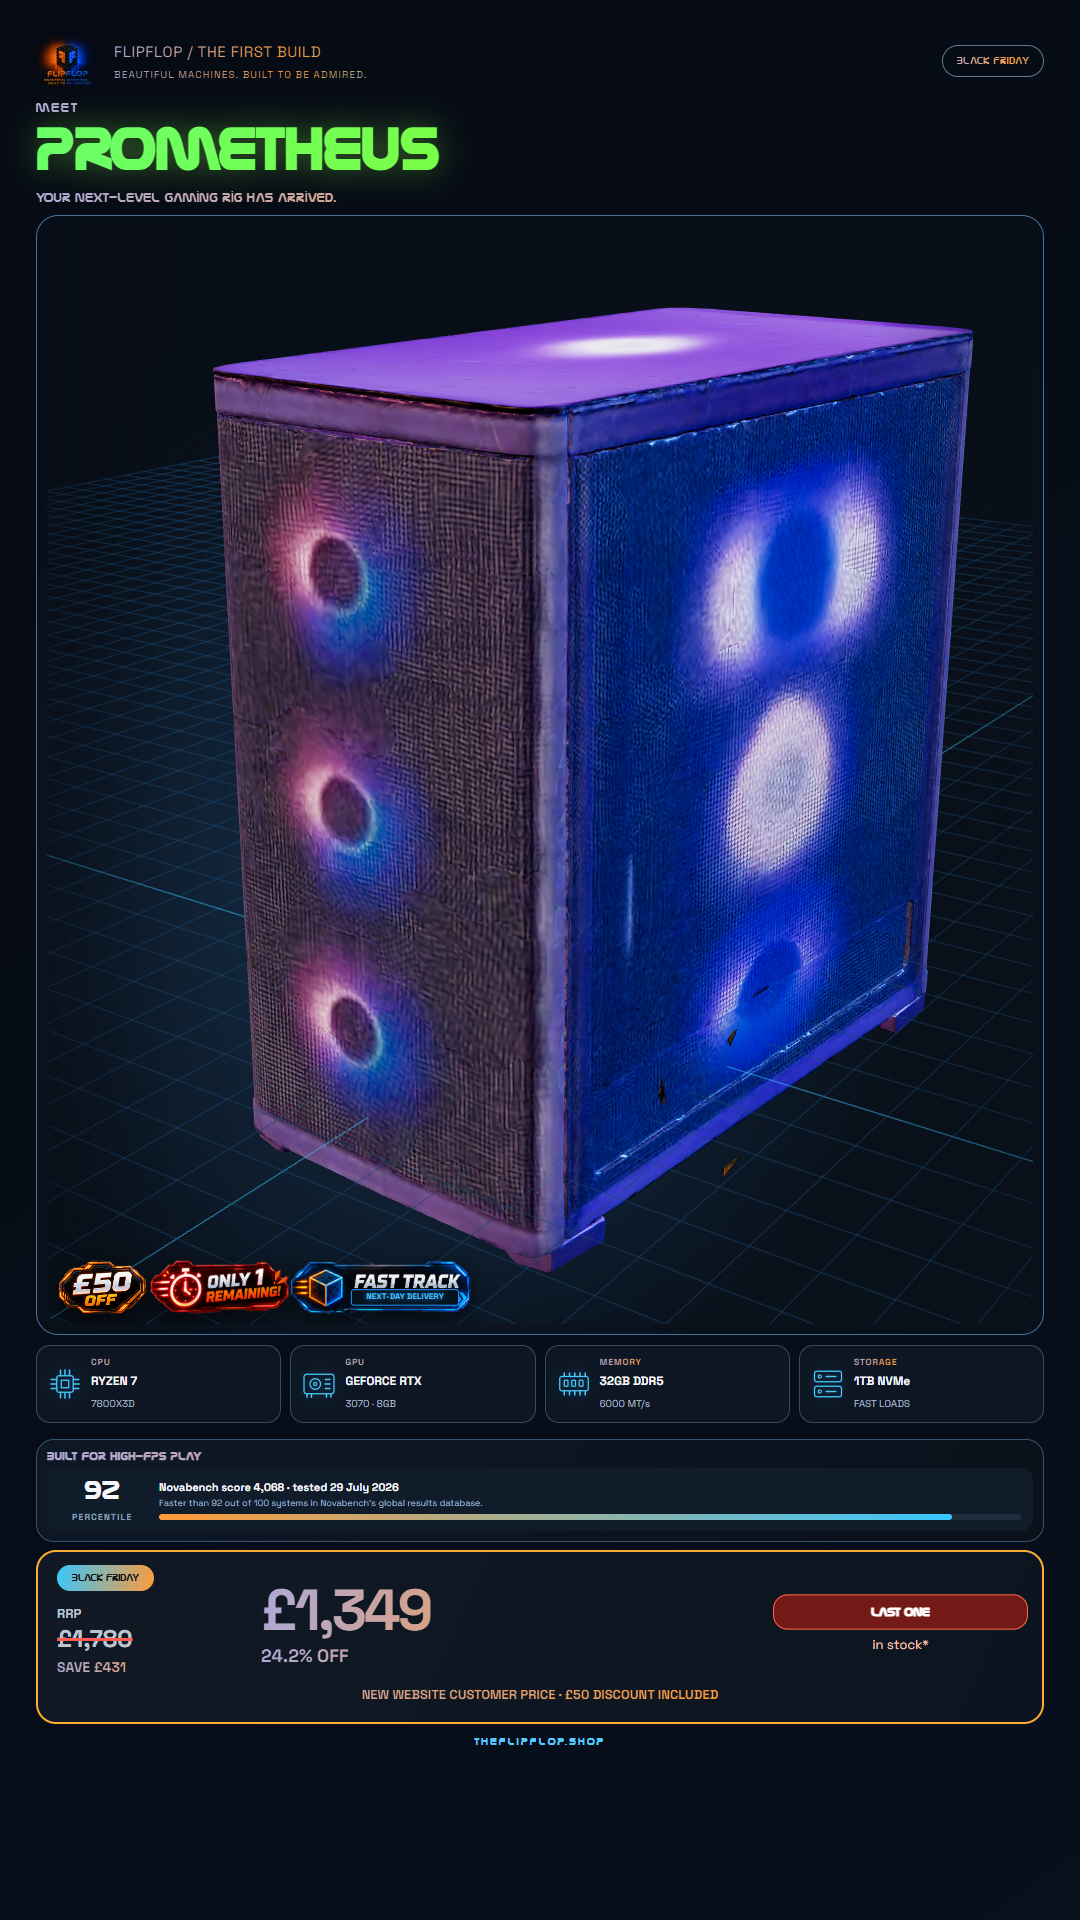 FLIPFLOP
FLIPFLOP / THE FIRST BUILD
BEAUTIFUL MACHINES. BUILT TO BE ADMIRED.
BLACK FRIDAY
MEET
PROMETHEUS
YOUR NEXT-LEVEL GAMING RIG HAS ARRIVED.
£50
OFF
ONLY 1
REMAINING!
FAST TRACK
NEXT-DAY DELIVERY
CPU
RYZEN 7
7800X3D
GPU
GEFORCE RTX
3070 · 8GB
MEMORY
32GB DDR5
6000 MT/s
STORAGE
1TB NVMe
FAST LOADS
BUILT FOR HIGH-FPS PLAY
92
PERCENTILE
Novabench score 4,068 · tested 29 July 2026
Faster than 92 out of 100 systems in Novabench's global results database.
BLACK FRIDAY
RRP
£1,780
SAVE £431
£1,349
24.2% OFF
LAST ONE
in stock*
NEW WEBSITE CUSTOMER PRICE · £50 DISCOUNT INCLUDED
THEFLIPFLOP.SHOP